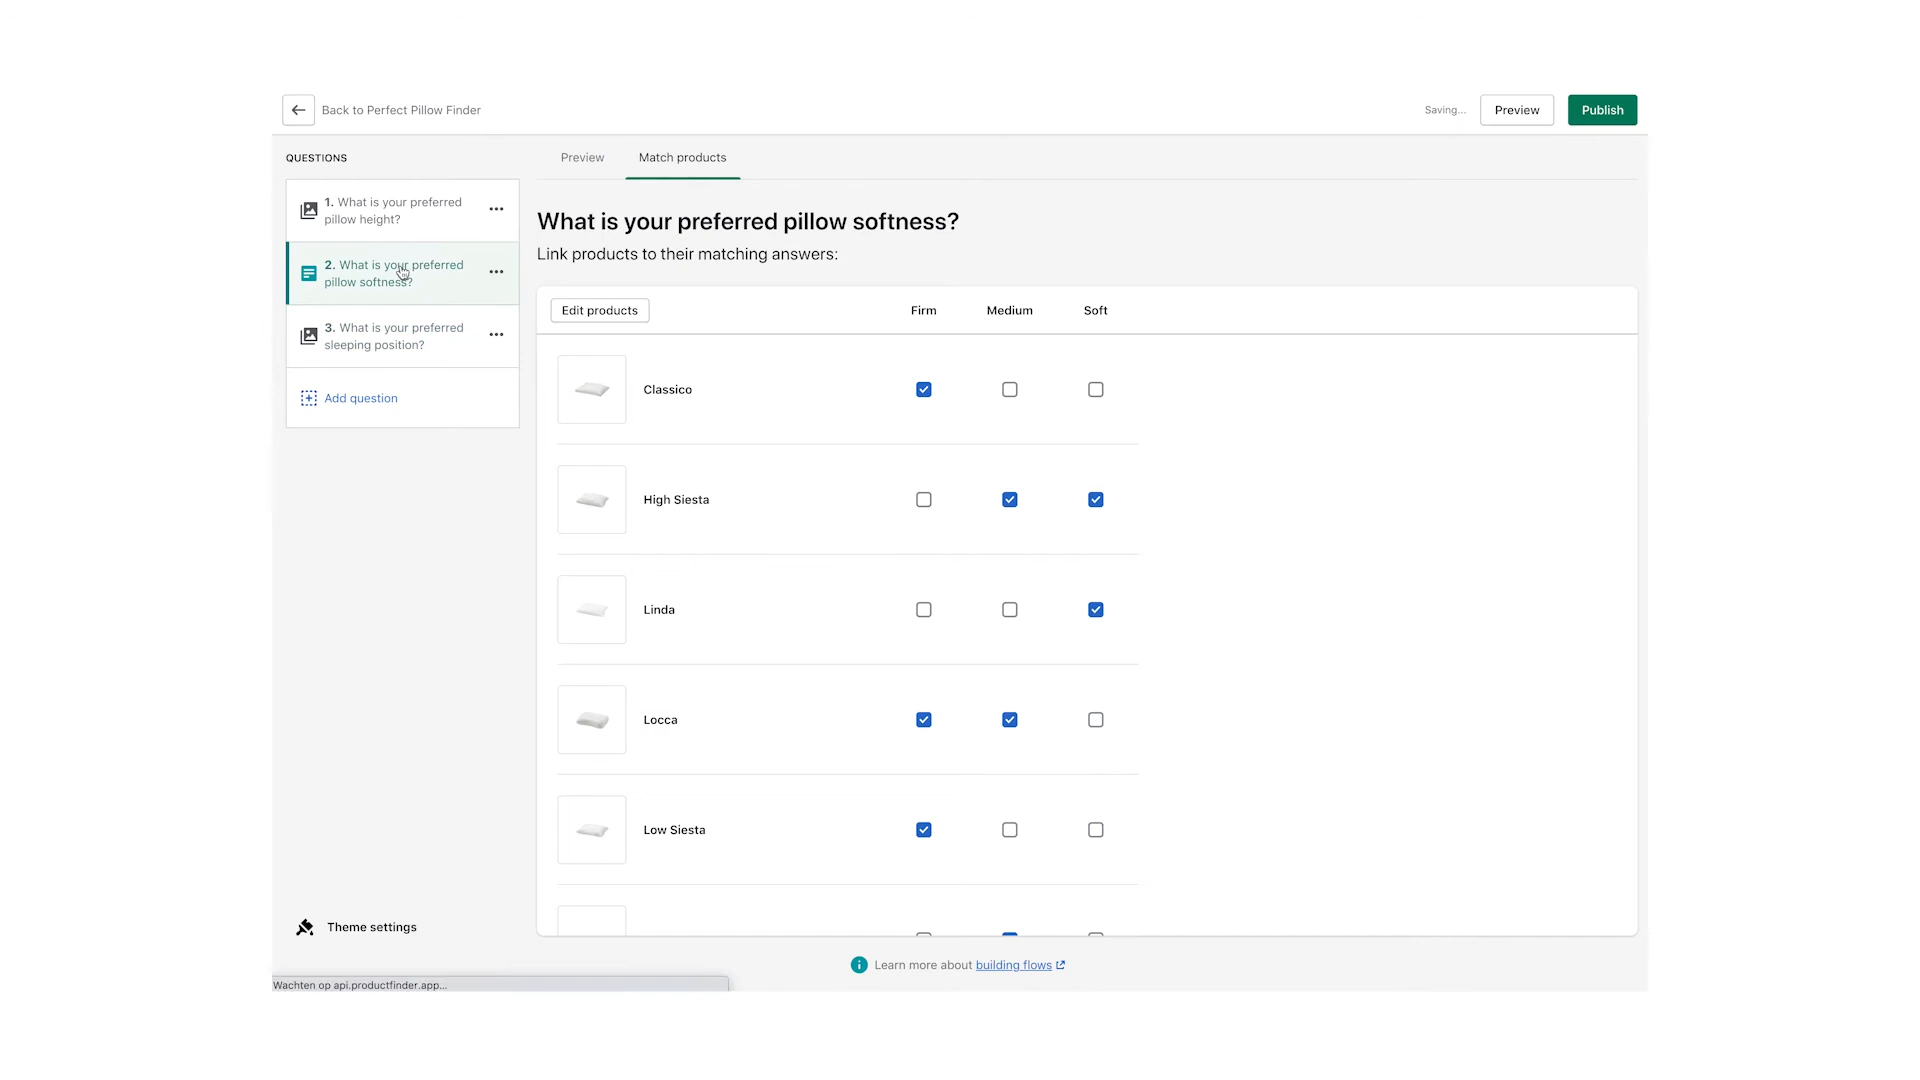 Back to Perfect Pillow Finder
Saving...
Preview
Publish
QUESTIONS
1. What is your preferred
pillow height?
2. What is your preferred
pillow softness?
3. What is your preferred
sleeping position?
Add question
Theme settings
Preview
Match products
What is your preferred pillow softness?
Link products to their matching answers:
Edit products
Firm
Medium
Soft
Classico
High Siesta
Linda
Locca
Low Siesta
Learn more about building flows
Wachten op api.productfinder.app...